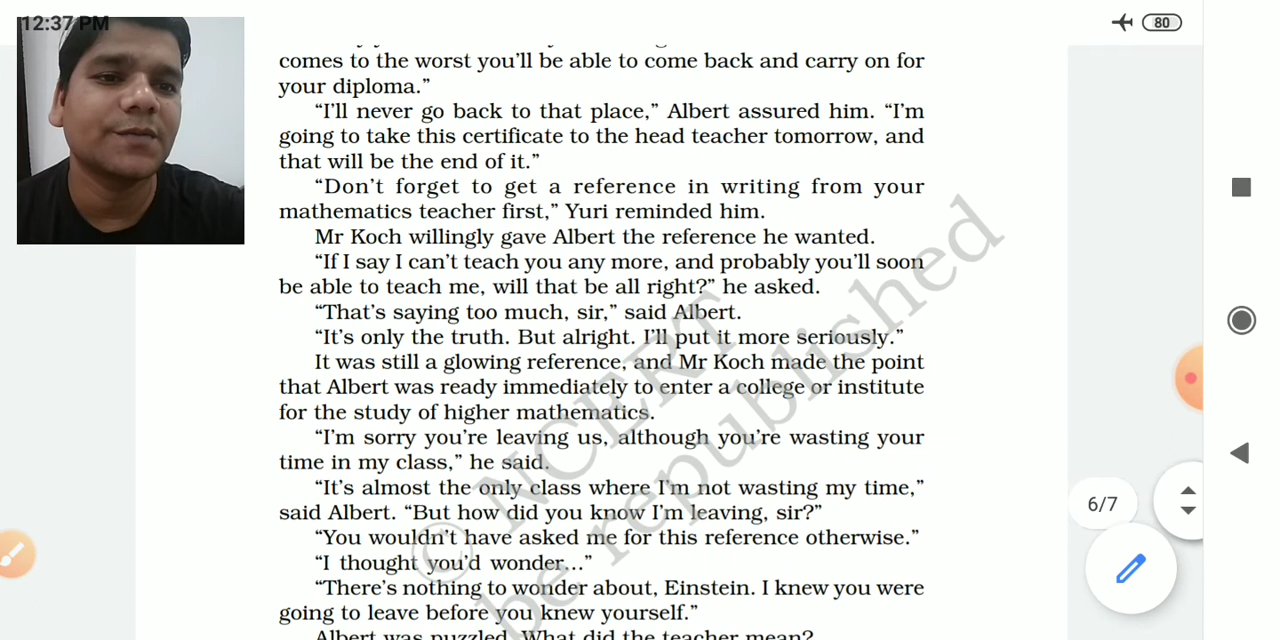 12:37 PM
80
comes to the worst you'll be able to come back and carry on for
your diploma."
"I'll never go back to that place," Albert assured him. "I'm
going to take this certificate to the head teacher tomorrow, and
that will be the end of it."
"Don't forget to get a reference in writing from your
mathematics teacher first," Yuri reminded him.
Mr Koch willingly gave Albert the reference he wanted.
"If I say I can't teach you any more, and probably you'll soon
be able to teach me, will that be all right?" he asked.
"That's saying too much, sir," said Albert.
"It's only the truth. But alright. I'll put it more seriously."
It was still a glowing reference, and Mr Koch made the point
that Albert was ready immediately to enter a college or institute
for the study of higher mathematics.
"I'm sorry you're leaving us, although you're wasting your
time in my class," he said.
"It's almost the only class where I'm not wasting my time,"
said Albert. "But how did you know I'm leaving, sir?"
"You wouldn't have asked me for this reference otherwise."
"I thought you'd wonder..."
"There's nothing to wonder about, Einstein. I knew you were
going to leave before you knew yourself."
Albert was puzzled. What did the teacher mean?
6/7
© NCERT
be republished